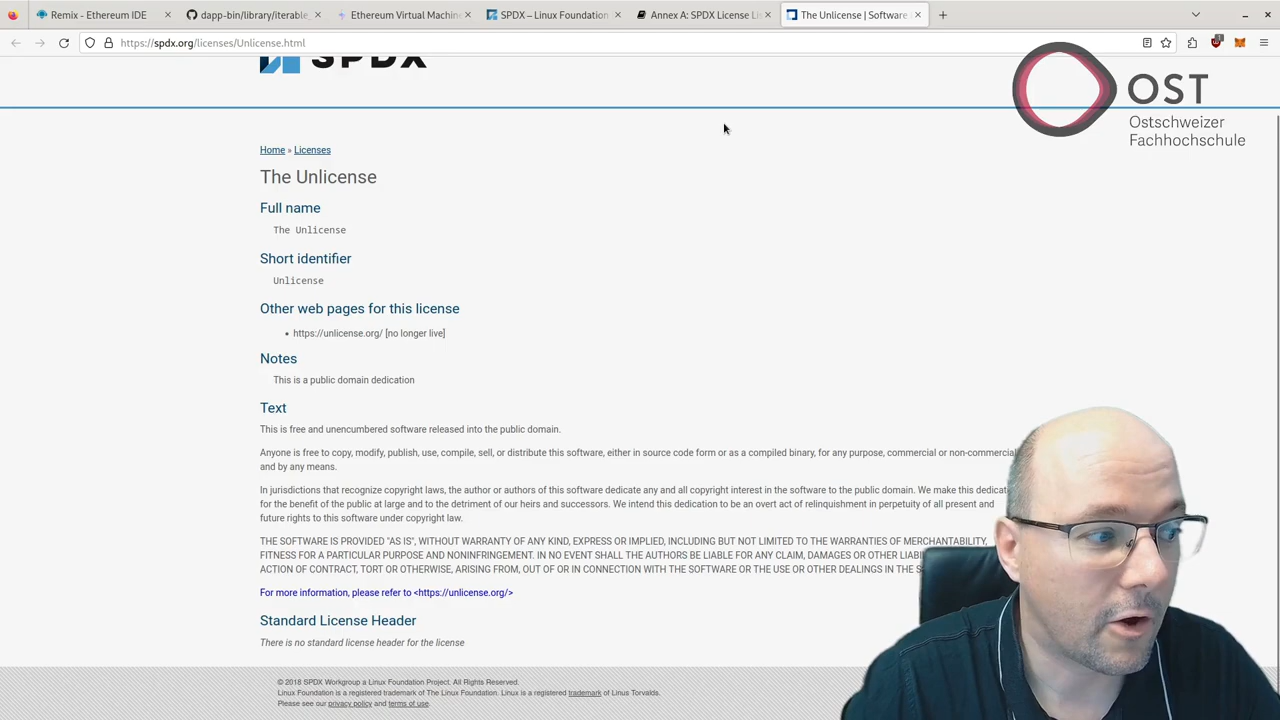 Remix - Ethereum IDE
dapp-bin/library/iterable_
Ethereum Virtual Machine
SPDX – Linux Foundation
Annex A: SPDX License Li
The Unlicense | Software
https://spdx.org/licenses/Unlicense.html
1
SPDX
OST
Ostschweizer
Fachhochschule
Home » Licenses
The Unlicense
Full name
The Unlicense
Short identifier
Unlicense
Other web pages for this license
• https://unlicense.org/ [no longer live]
Notes
This is a public domain dedication
Text
This is free and unencumbered software released into the public domain.
Anyone is free to copy, modify, publish, use, compile, sell, or distribute this software, either in source code form or as a compiled binary, for any purpose, commercial or non-commercial
and by any means.
In jurisdictions that recognize copyright laws, the author or authors of this software dedicate any and all copyright interest in the software to the public domain. We make this dedicat
for the benefit of the public at large and to the detriment of our heirs and successors. We intend this dedication to be an overt act of relinquishment in perpetuity of all present and
future rights to this software under copyright law.
THE SOFTWARE IS PROVIDED "AS IS", WITHOUT WARRANTY OF ANY KIND, EXPRESS OR IMPLIED, INCLUDING BUT NOT LIMITED TO THE WARRANTIES OF MERCHANTABILITY,
FITNESS FOR A PARTICULAR PURPOSE AND NONINFRINGEMENT. IN NO EVENT SHALL THE AUTHORS BE LIABLE FOR ANY CLAIM, DAMAGES OR OTHER LIABI
ACTION OF CONTRACT, TORT OR OTHERWISE, ARISING FROM, OUT OF OR IN CONNECTION WITH THE SOFTWARE OR THE USE OR OTHER DEALINGS IN THE S
For more information, please refer to <https://unlicense.org/>
Standard License Header
There is no standard license header for the license
© 2018 SPDX Workgroup a Linux Foundation Project. All Rights Reserved.
Linux Foundation is a registered trademark of The Linux Foundation. Linux is a registered trademark of Linus Torvalds.
Please see our privacy policy and terms of use.